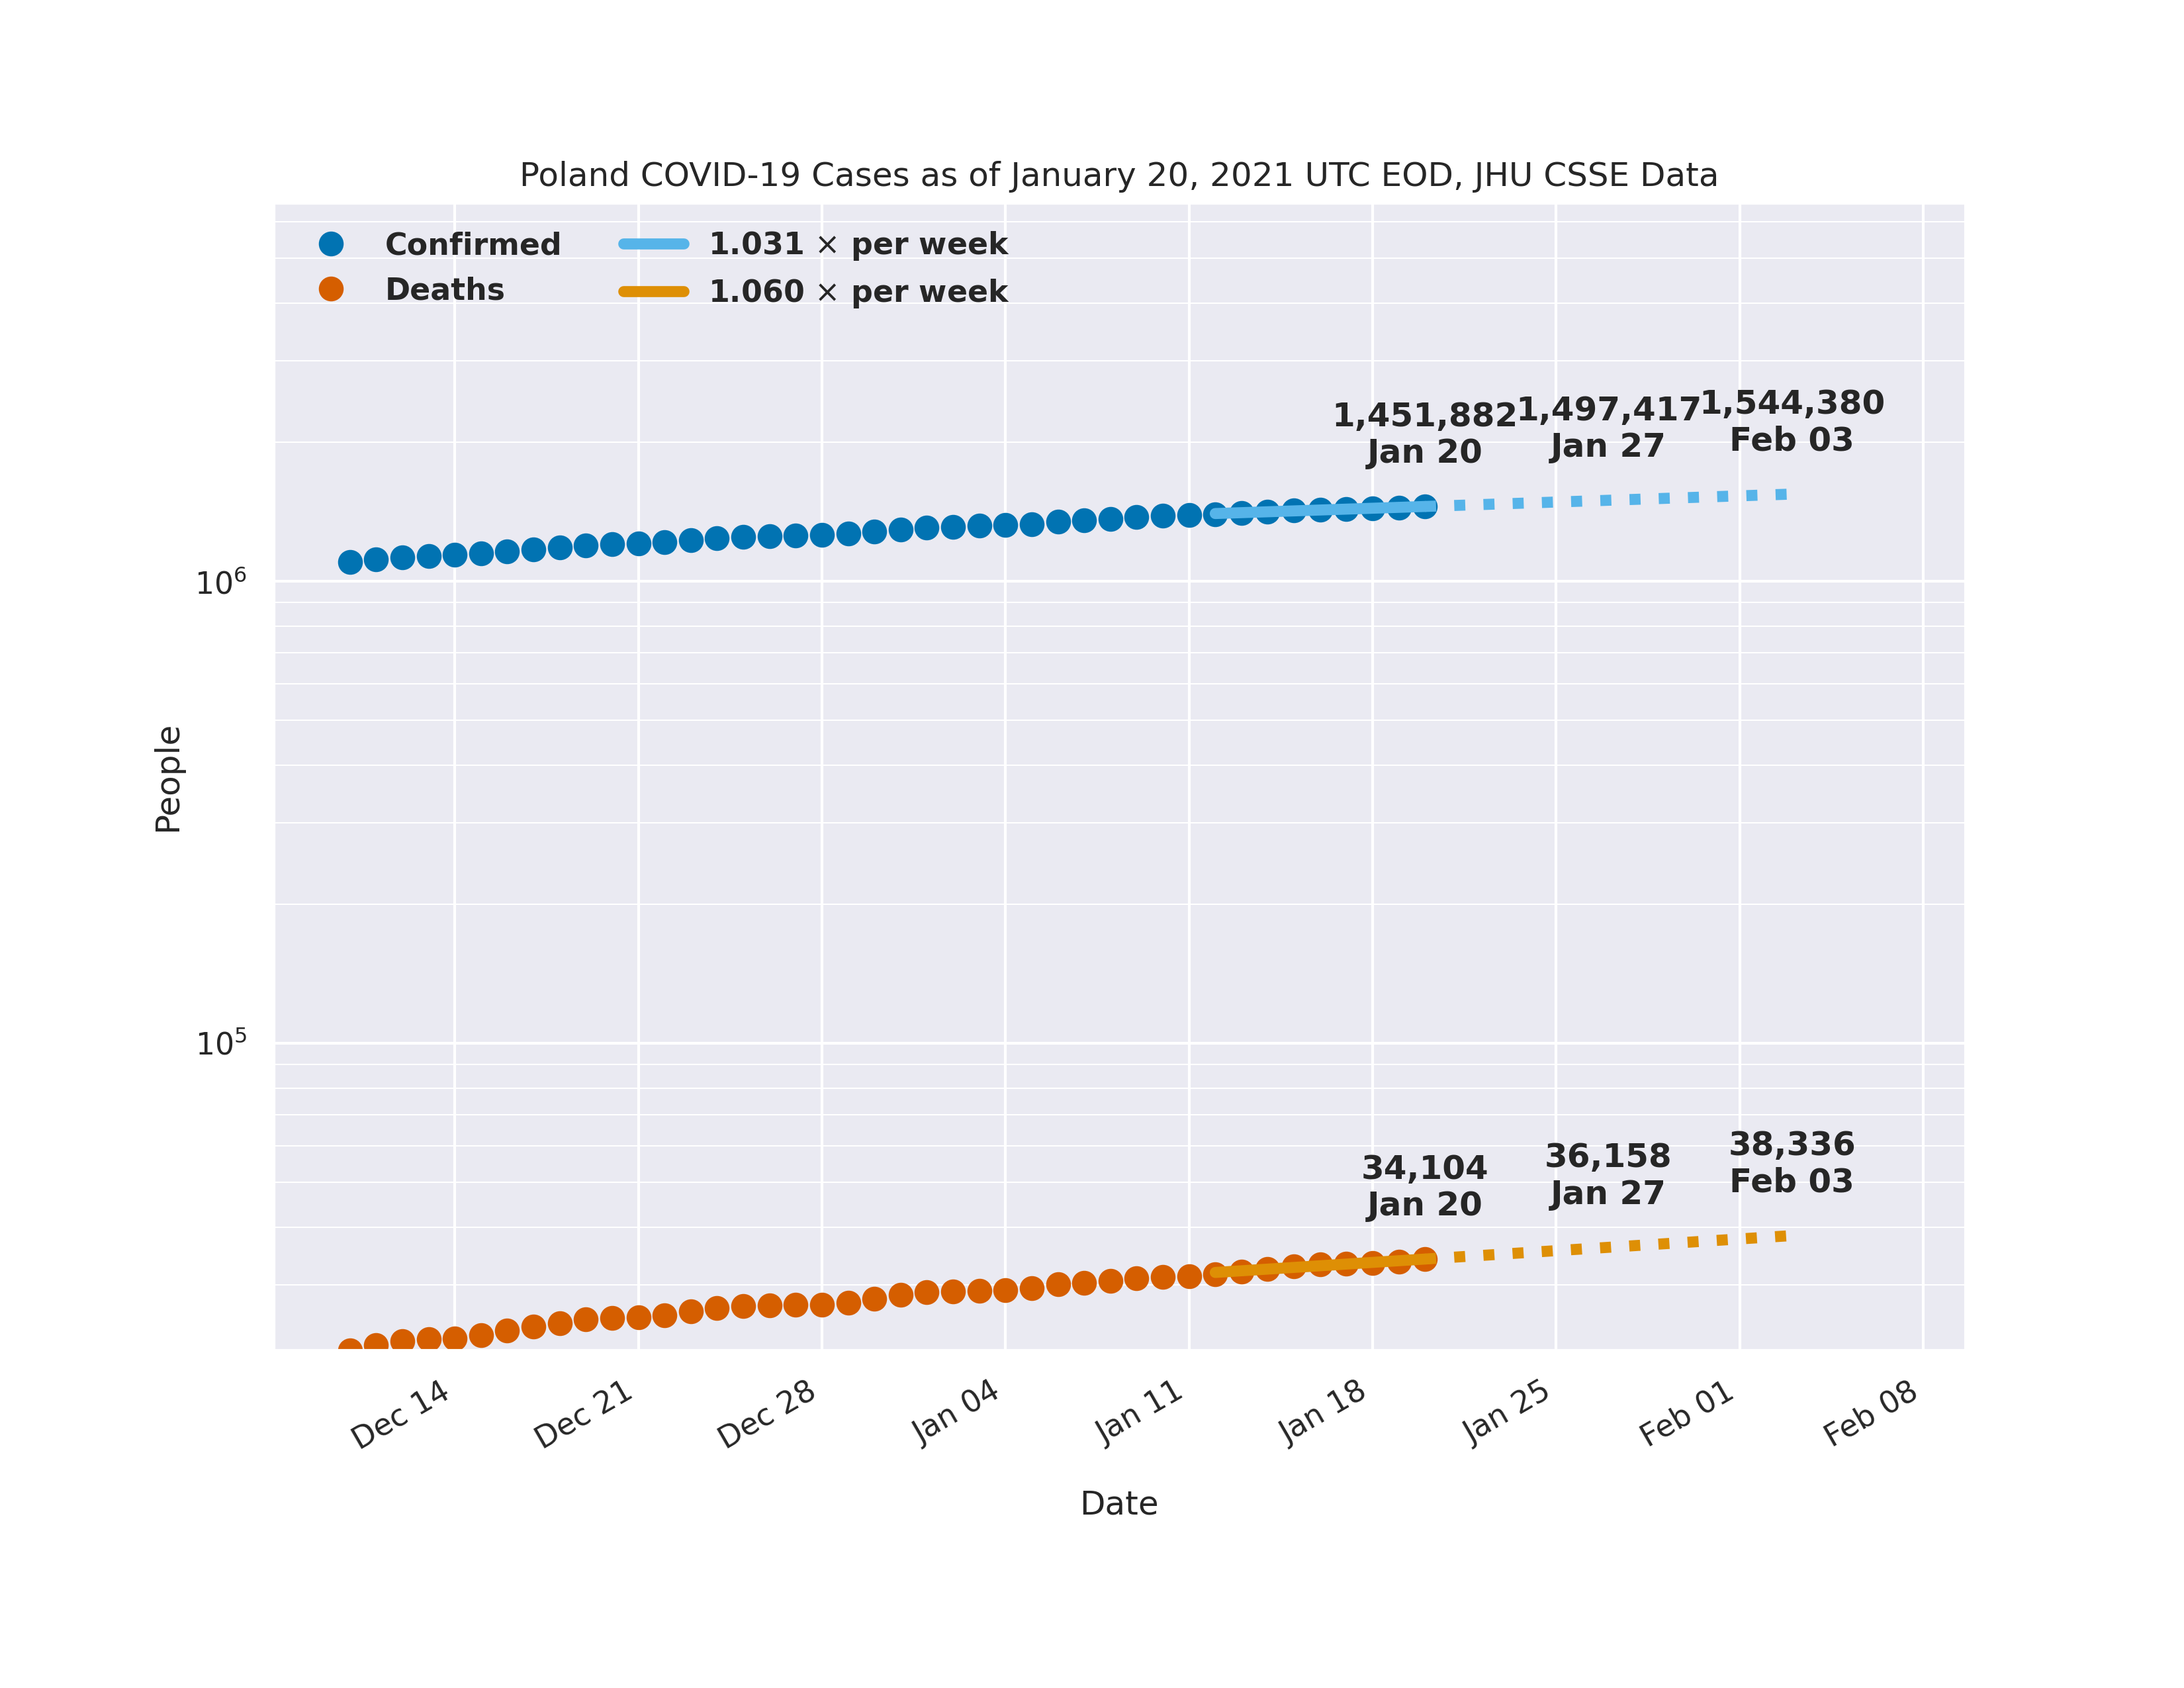 Poland COVID-19 Cases as of January 20, 2021 UTC EOD, JHU CSSE Data
Confirmed
Deaths
1.031 × per week
1.060 × per week
1,451,882
Jan 20
1,497,417
Jan 27
1,544,380
Feb 03
34,104
Jan 20
36,158
Jan 27
38,336
Feb 03
People
10⁶
10⁵
Dec 14
Dec 21
Dec 28
Jan 04
Jan 11
Jan 18
Jan 25
Feb 01
Feb 08
Date